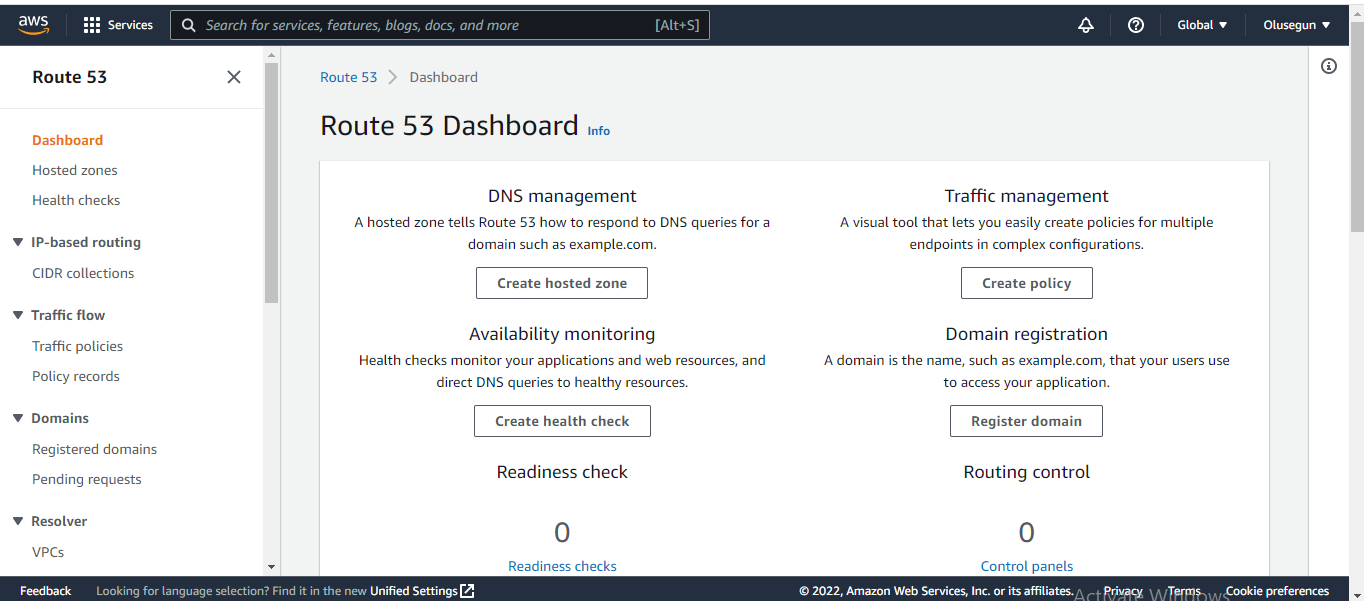 aws
Services
Search for services, features, blogs, docs, and more
[Alt+S]
Global
Olusegun
Route 53
Dashboard
Hosted zones
Health checks
IP-based routing
CIDR collections
Traffic flow
Traffic policies
Policy records
Domains
Registered domains
Pending requests
Resolver
VPCs
Route 53
Dashboard
Route 53 Dashboard Info
DNS management
A hosted zone tells Route 53 how to respond to DNS queries for a
domain such as example.com.
Create hosted zone
Traffic management
A visual tool that lets you easily create policies for multiple
endpoints in complex configurations.
Create policy
Availability monitoring
Health checks monitor your applications and web resources, and
direct DNS queries to healthy resources.
Create health check
Domain registration
A domain is the name, such as example.com, that your users use
to access your application.
Register domain
Readiness check
0
Readiness checks
Routing control
0
Control panels
Feedback
Looking for language selection? Find it in the new Unified Settings
© 2022, Amazon Web Services, Inc. or its affiliates.
Privacy
Terms
Cookie preferences
Activate Windows